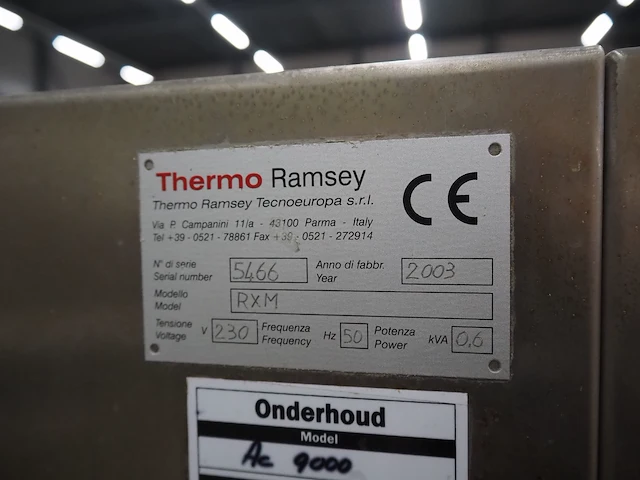 Thermo Ramsey
Thermo Ramsey Tecnoeuropa s.r.l.
CE
Via P. Campanini 11/a - 43100 Parma - Italy
Tel +39 - 0521 - 78861 Fax +39 - 0521 - 272914
N° di serie
Serial number
5466
Anno di fabbr.
Year
2003
Modello
Model
RXM
Tensione
Voltage
V 230
Frequenza
Frequency
Hz 50
Potenza
Power
kVA 0,6
Onderhoud
Model
Ac 9000